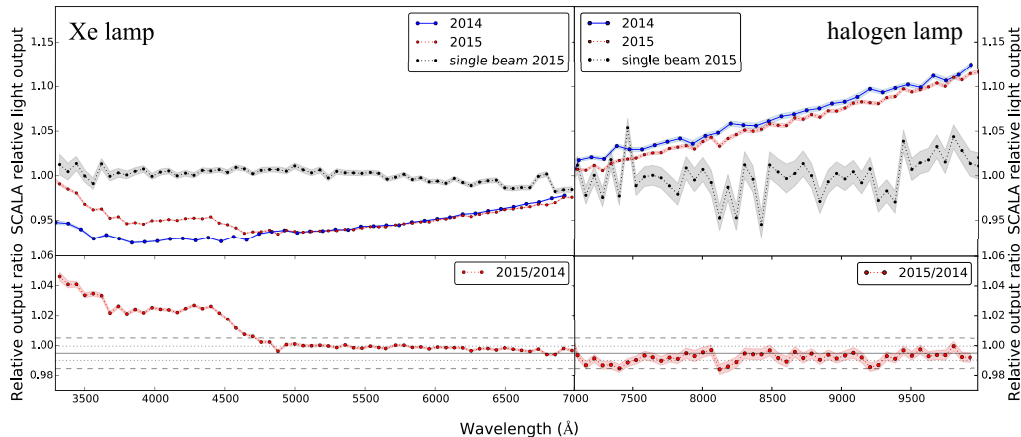 Xe lamp
2014
2015
single beam 2015
SCALA relative light output
1.15
1.10
1.05
1.00
0.95
halogen lamp
2014
2015
single beam 2015
SCALA relative light output
1.15
1.10
1.05
1.00
0.95
Relative output ratio
1.06
1.04
1.02
1.00
0.98
2015/2014
2015/2014
Relative output ratio
1.06
1.04
1.02
1.00
0.98
3500 4000 4500 5000 5500 6000 6500 7000 7500 8000 8500 9000 9500
Wavelength (Å)
Wavelength (Å)